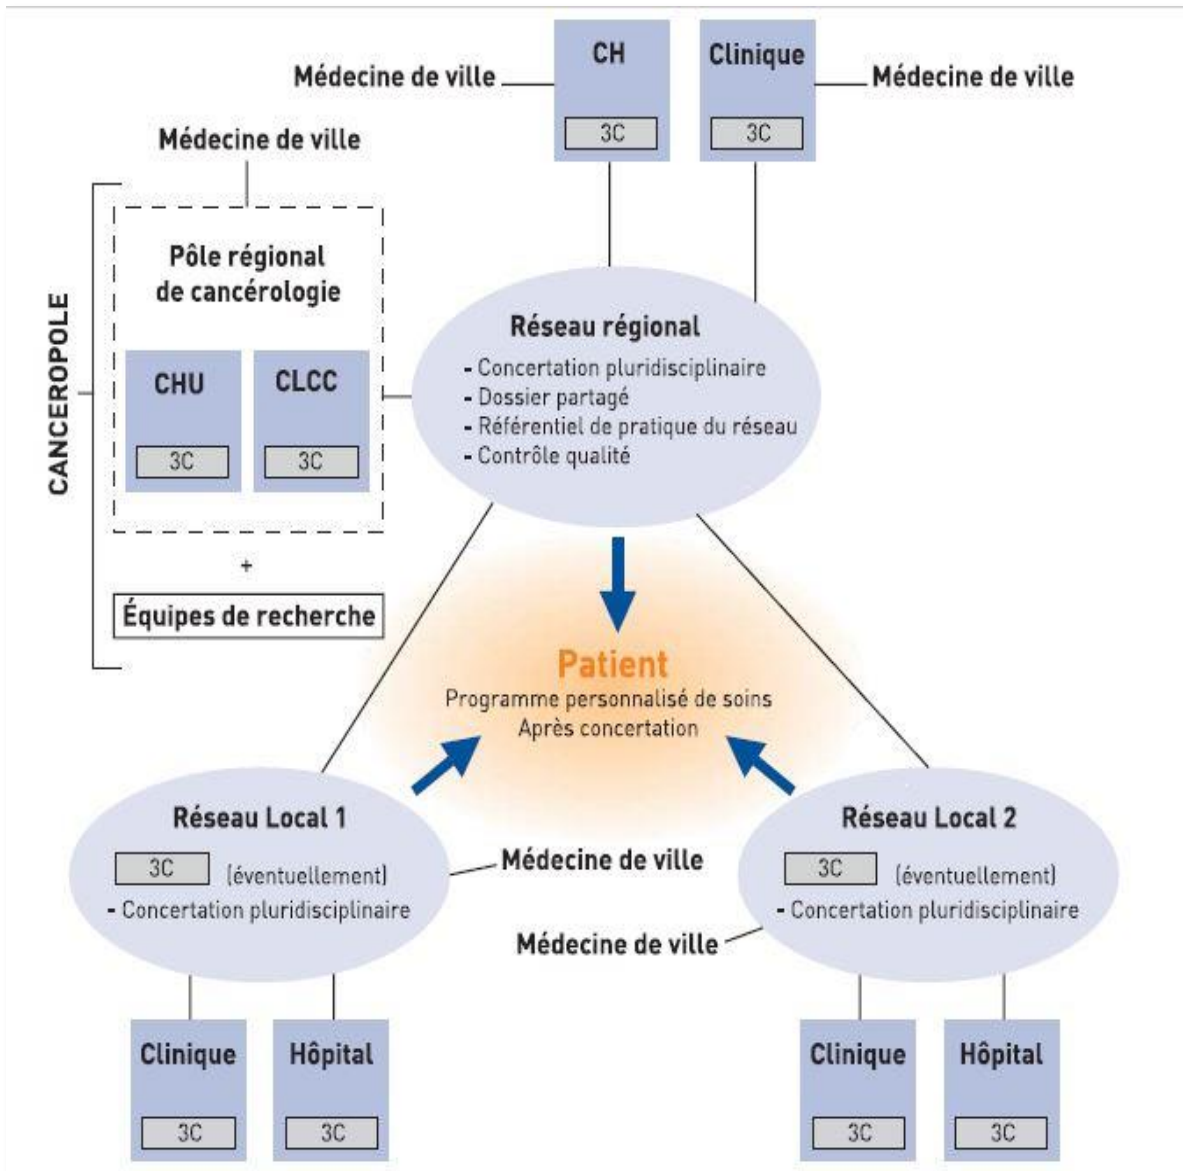 CH
Clinique
Médecine de ville
Médecine de ville
3C
3C
Médecine de ville
CANCEROPOLE
Pôle régional
de cancérologie
CHU
CLCC
3C
3C
+
Équipes de recherche
Réseau régional
- Concertation pluridisciplinaire
- Dossier partagé
- Référentiel de pratique du réseau
- Contrôle qualité
Patient
Programme personnalisé de soins
Après concertation
Réseau Local 1
3C (éventuellement)
- Concertation pluridisciplinaire
Médecine de ville
Réseau Local 2
3C (éventuellement)
- Concertation pluridisciplinaire
Médecine de ville
Clinique
3C
Hôpital
3C
Clinique
3C
Hôpital
3C